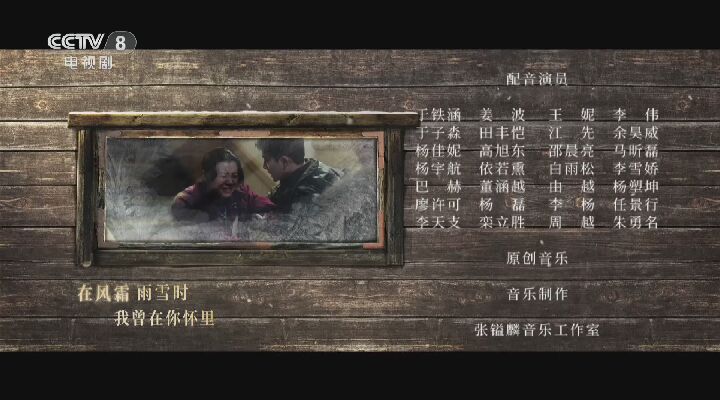 CCTV 8
电视剧
配音演员
于铁涵 姜波 王妮 李伟
于子森 田丰恺 江先 余昊威
杨佳妮 高旭东 邵晨亮 马昕磊
杨宇航 依若熏 白雨松 李雪娇
巴赫 董涵越 由越 杨塑坤
廖许可 杨磊 李杨 任景行
李天支 栾立胜 周越 朱勇名
原创音乐
音乐制作
张镒麟音乐工作室
在风霜 雨雪时
我曾在你怀里